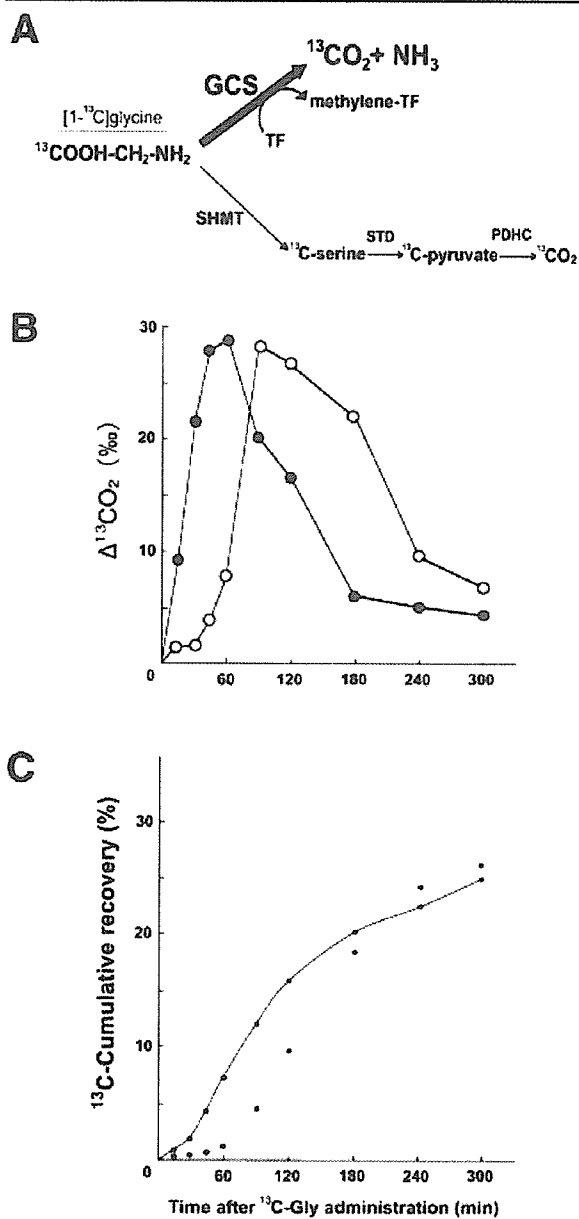 A
¹³CO₂+ NH₃
GCS
methylene-TF
[1-¹³C]glycine
TF
¹³COOH-CH₂-NH₂
SHMT
STD
PDHC
¹³C-serine
¹³C-pyruvate
¹³CO₂
B
30
20
10
0
Δ¹³CO₂ (‰)
60 120 180 240 300
C
30
20
10
0
¹³C-Cumulative recovery (%)
60 120 180 240 300
Time after ¹³C-Gly administration (min)